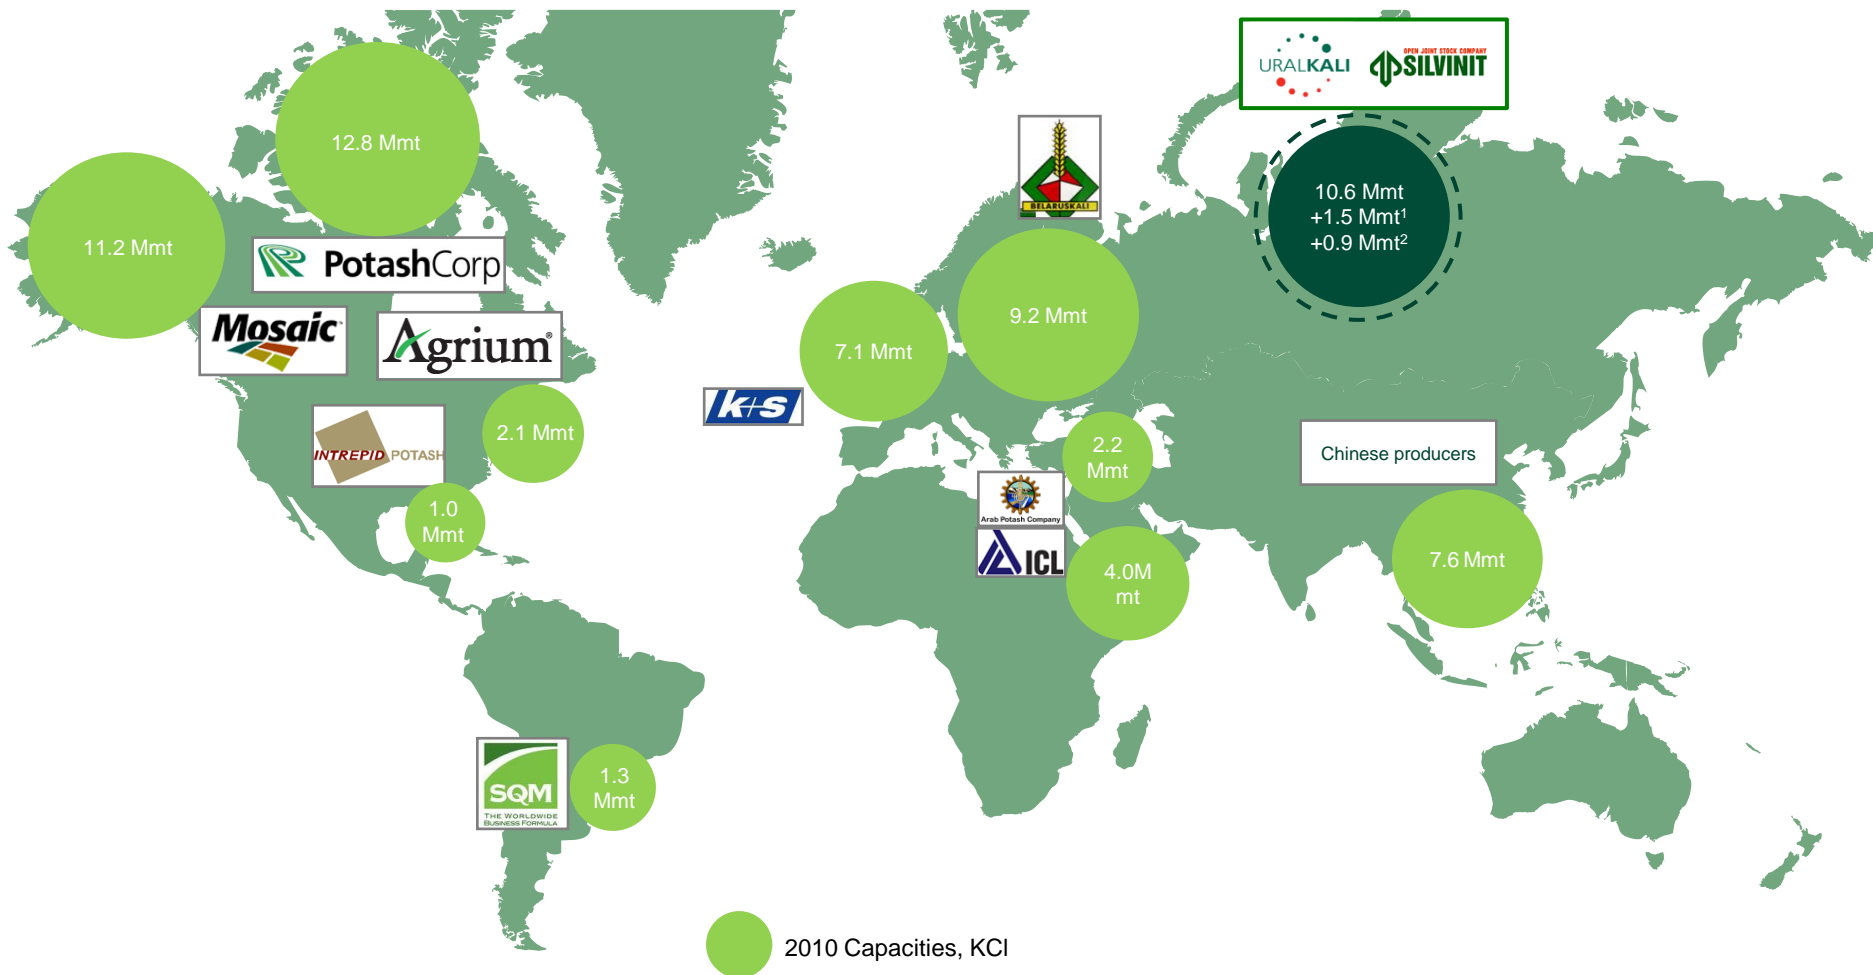 URALKALI
OPEN JOINT STOCK COMPANY
SILVINIT
12.8 Mmt
10.6 Mmt
+1.5 Mmt¹
+0.9 Mmt²
BELARUSKALI
11.2 Mmt
PotashCorp
9.2 Mmt
7.1 Mmt
Mosaic™
Agrium®
k+s
2.1 Mmt
INTREPID POTASH
2.2
Mmt
Chinese producers
Arab Potash Company
1.0
Mmt
ICL
4.0M
mt
7.6 Mmt
SQM
THE WORLDWIDE
BUSINESS FORMULA
1.3
Mmt
2010 Capacities, KCl